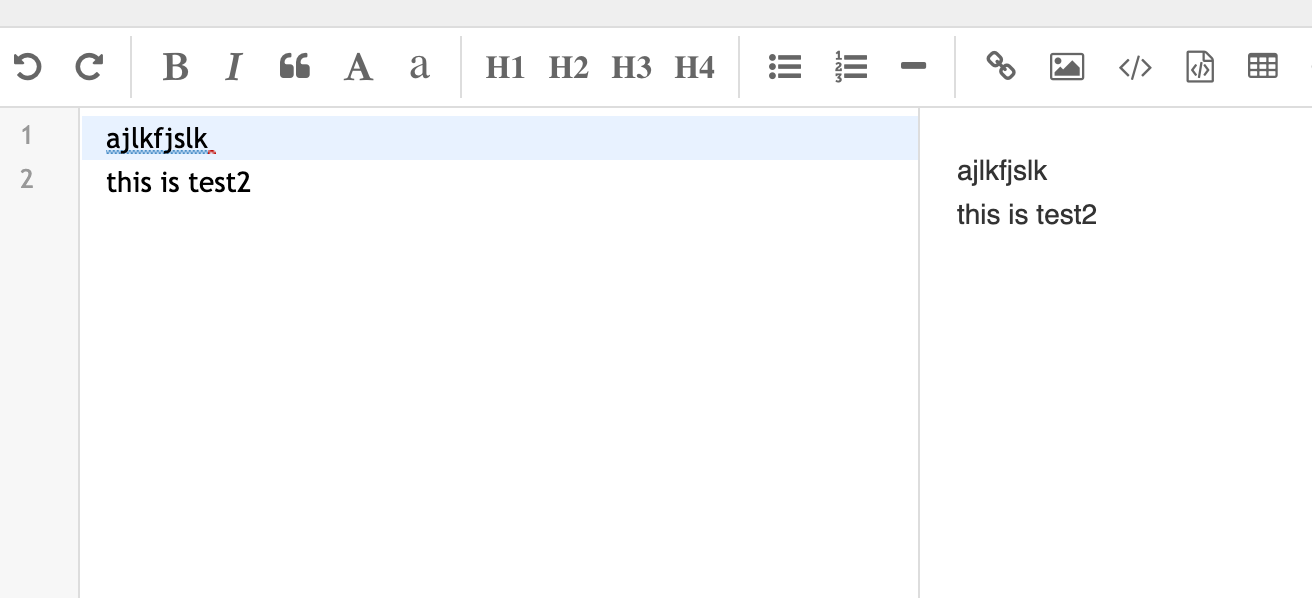 B I A a H1 H2 H3 H4
1 ajlkfjslk
2 this is test2
ajlkfjslk
this is test2